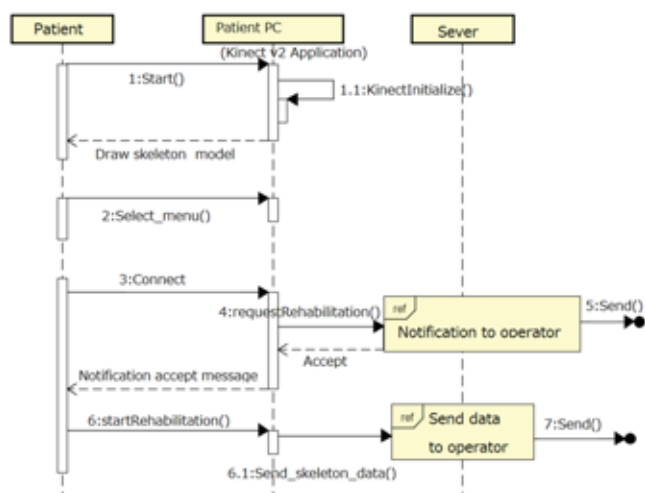 Patient
Patient PC
Sever
(Kinect v2 Application)
1:Start()
1.1:KinectInitialize()
Draw skeleton model
2:Select_menu()
3:Connect
4:requestRehabilitation()
ref
5:Send()
Notification to operator
Accept
Notification accept message
6:startRehabilitation()
ref
Send data
7:Send()
to operator
6.1:Send_skeleton_data()